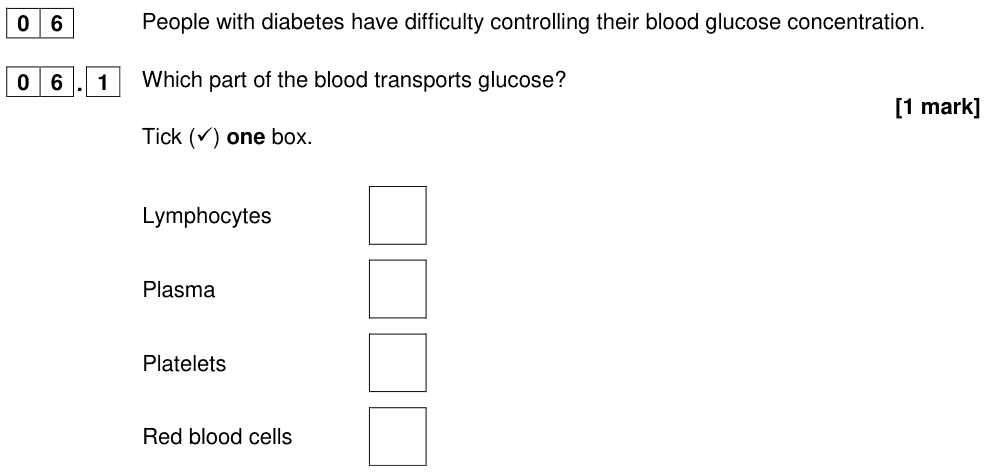 0 6 People with diabetes have difficulty controlling their blood glucose concentration.
0 6 . 1 Which part of the blood transports glucose?
[1 mark]
Tick (✓) one box.
Lymphocytes
Plasma
Platelets
Red blood cells